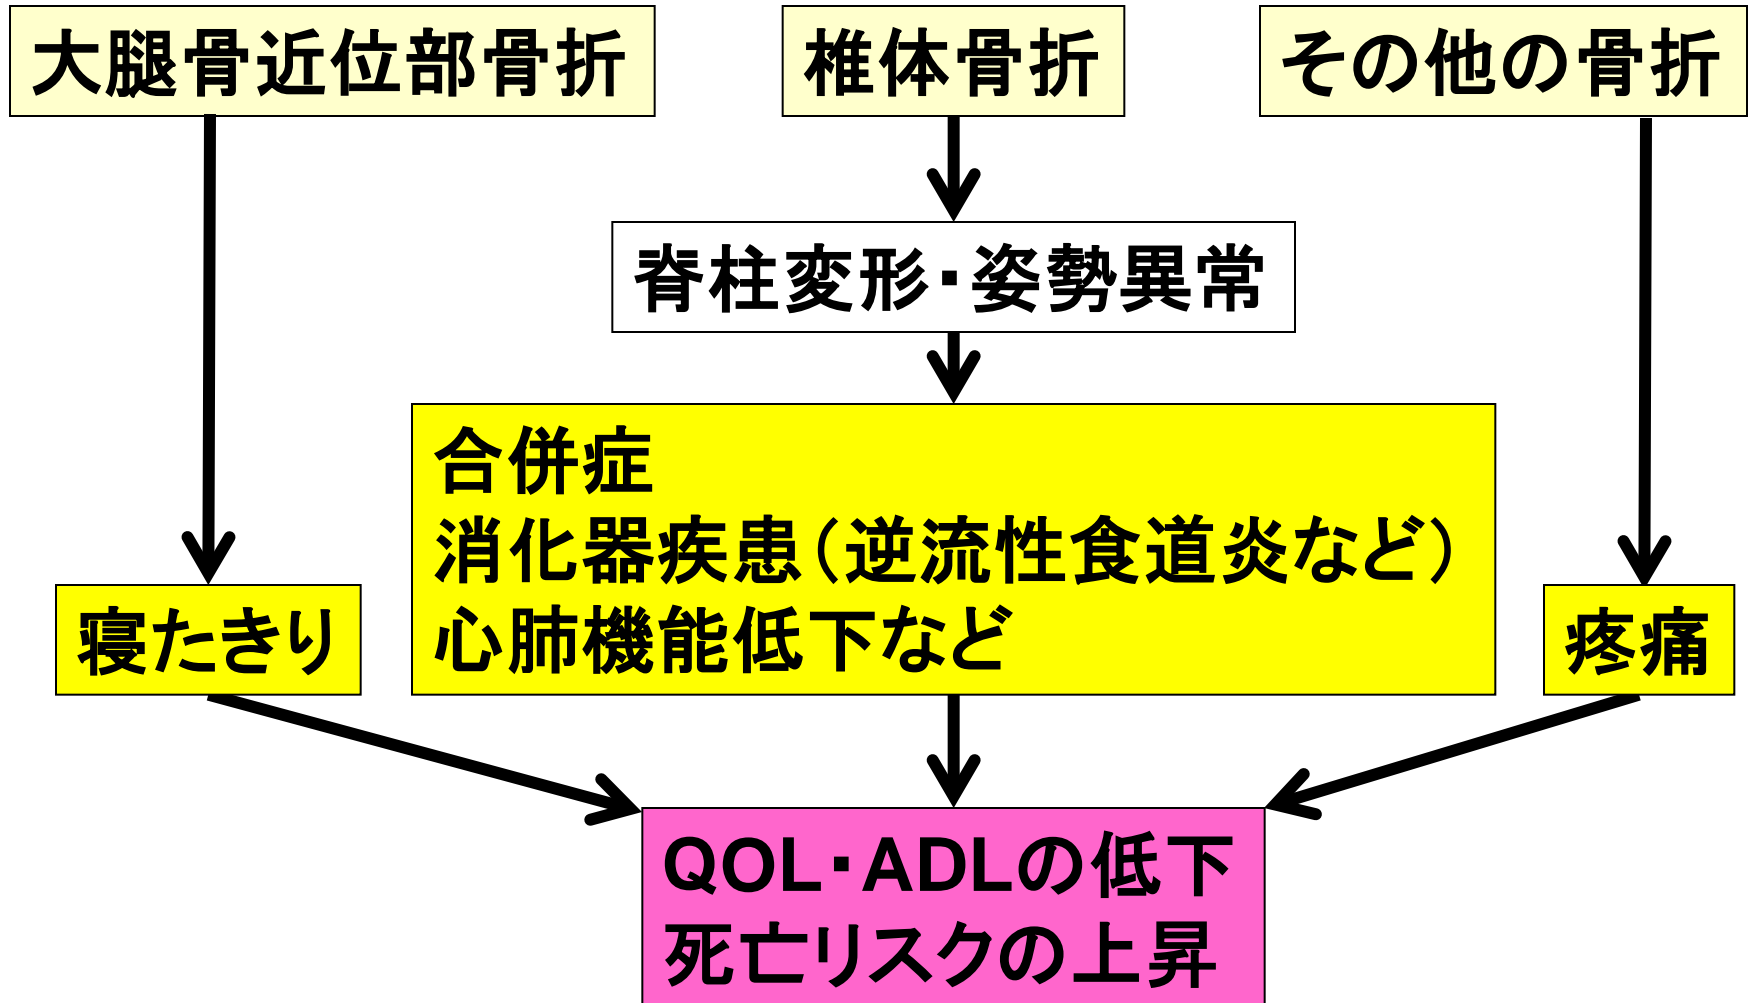 大腿骨近位部骨折
椎体骨折
その他の骨折
脊柱変形・姿勢異常
合併症
消化器疾患（逆流性食道炎など）
心肺機能低下など
寝たきり
疼痛
QOL・ADLの低下
死亡リスクの上昇